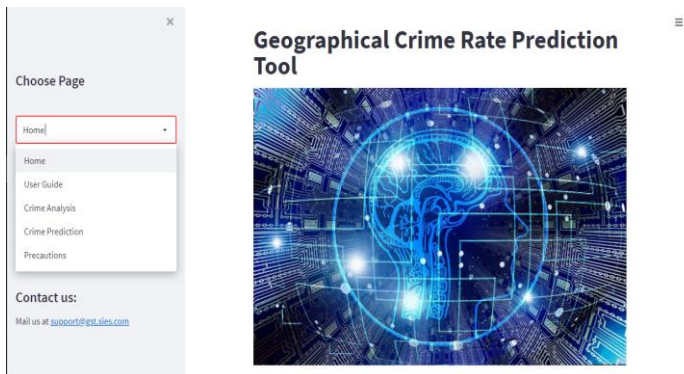 Choose Page
Home
Home
User Guide
Crime Analysis
Crime Prediction
Precautions
Contact us:
Mail us at support@gst.sies.com
Geographical Crime Rate Prediction
Tool